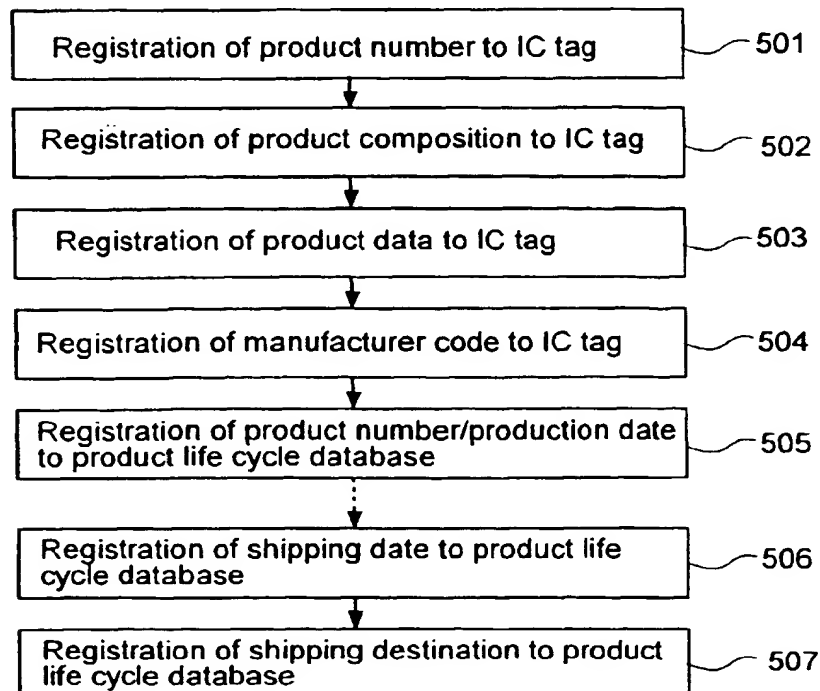 Registration of product number to IC tag
501
Registration of product composition to IC tag
502
Registration of product data to IC tag
503
Registration of manufacturer code to IC tag
504
Registration of product number/production date
to product life cycle database
505
Registration of shipping date to product life
cycle database
506
Registration of shipping destination to product
life cycle database
507